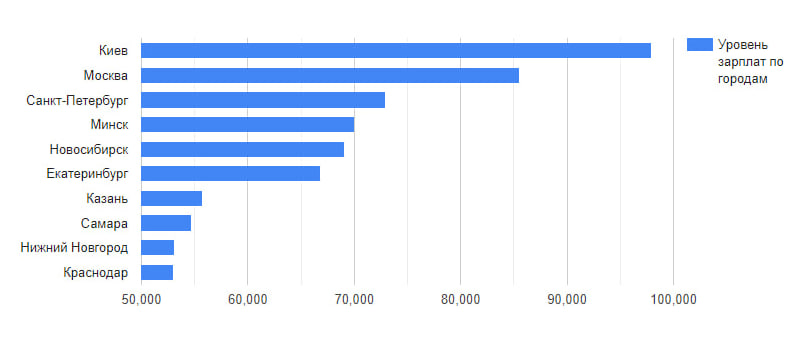 Киев
Москва
Санкт-Петербург
Минск
Новосибирск
Екатеринбург
Казань
Самара
Нижний Новгород
Краснодар
50,000 60,000 70,000 80,000 90,000 100,000
Уровень
зарплат по
городам